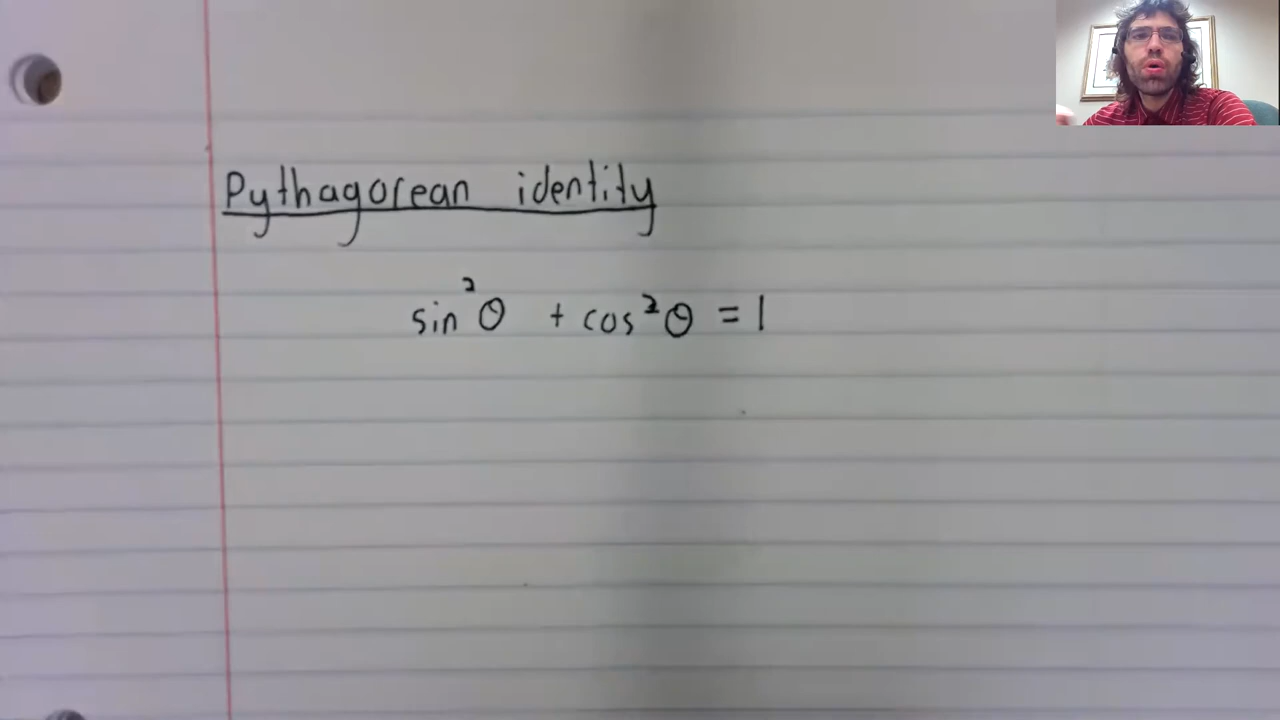 Pythagorean identity
sin²θ + cos²θ = 1